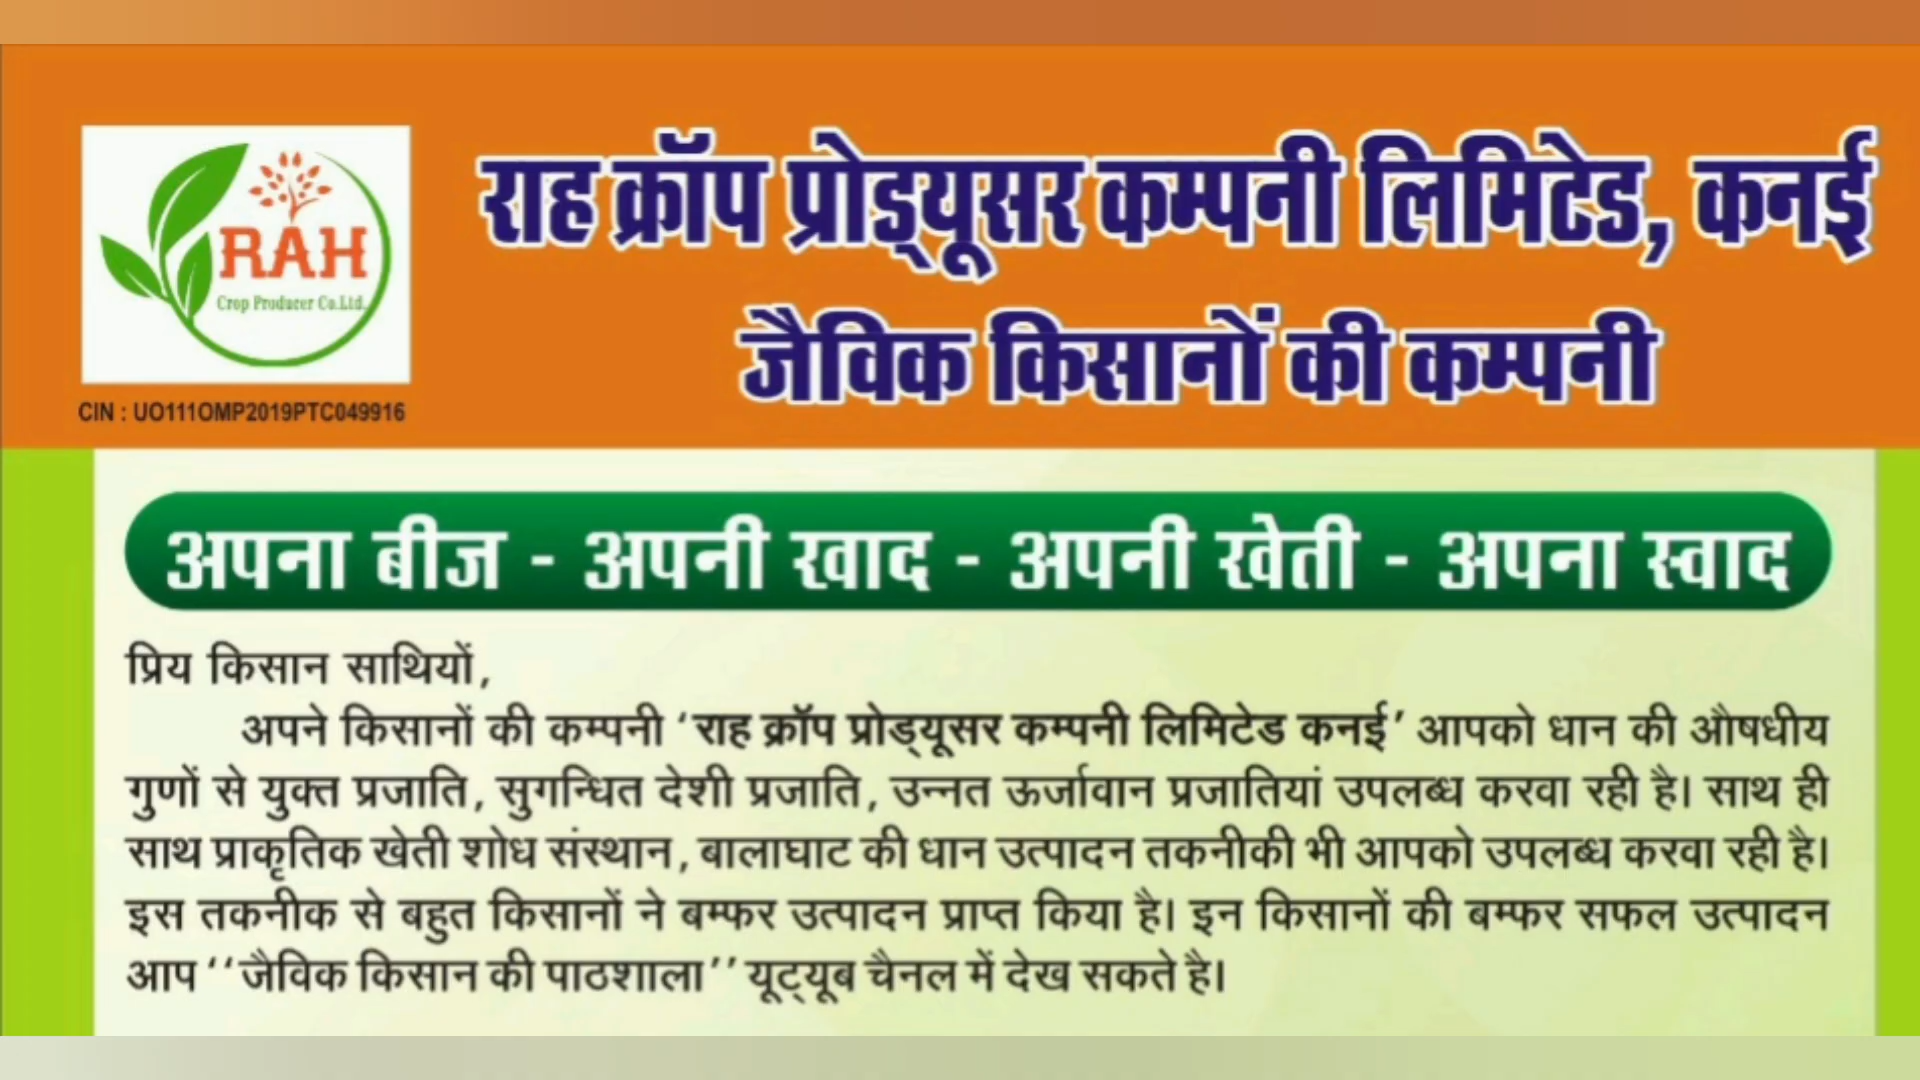 RAH
Crop Producer Co.Ltd.
CIN : UO111OMP2019PTC049916
राह क्रॉप प्रोड्यूसर कम्पनी लिमिटेड, कनई
जैविक किसानों की कम्पनी
अपना बीज - अपनी खाद - अपनी खेती - अपना स्वाद
प्रिय किसान साथियों,
अपने किसानों की कम्पनी ‘राह क्रॉप प्रोड्यूसर कम्पनी लिमिटेड कनई’ आपको धान की औषधीय
गुणों से युक्त प्रजाति, सुगन्धित देशी प्रजाति, उन्नत ऊर्जावान प्रजातियां उपलब्ध करवा रही है। साथ ही
साथ प्राकृतिक खेती शोध संस्थान, बालाघाट की धान उत्पादन तकनीकी भी आपको उपलब्ध करवा रही है।
इस तकनीक से बहुत किसानों ने बम्फर उत्पादन प्राप्त किया है। इन किसानों की बम्फर सफल उत्पादन
आप ‘‘जैविक किसान की पाठशाला’’ यूट्यूब चैनल में देख सकते है।